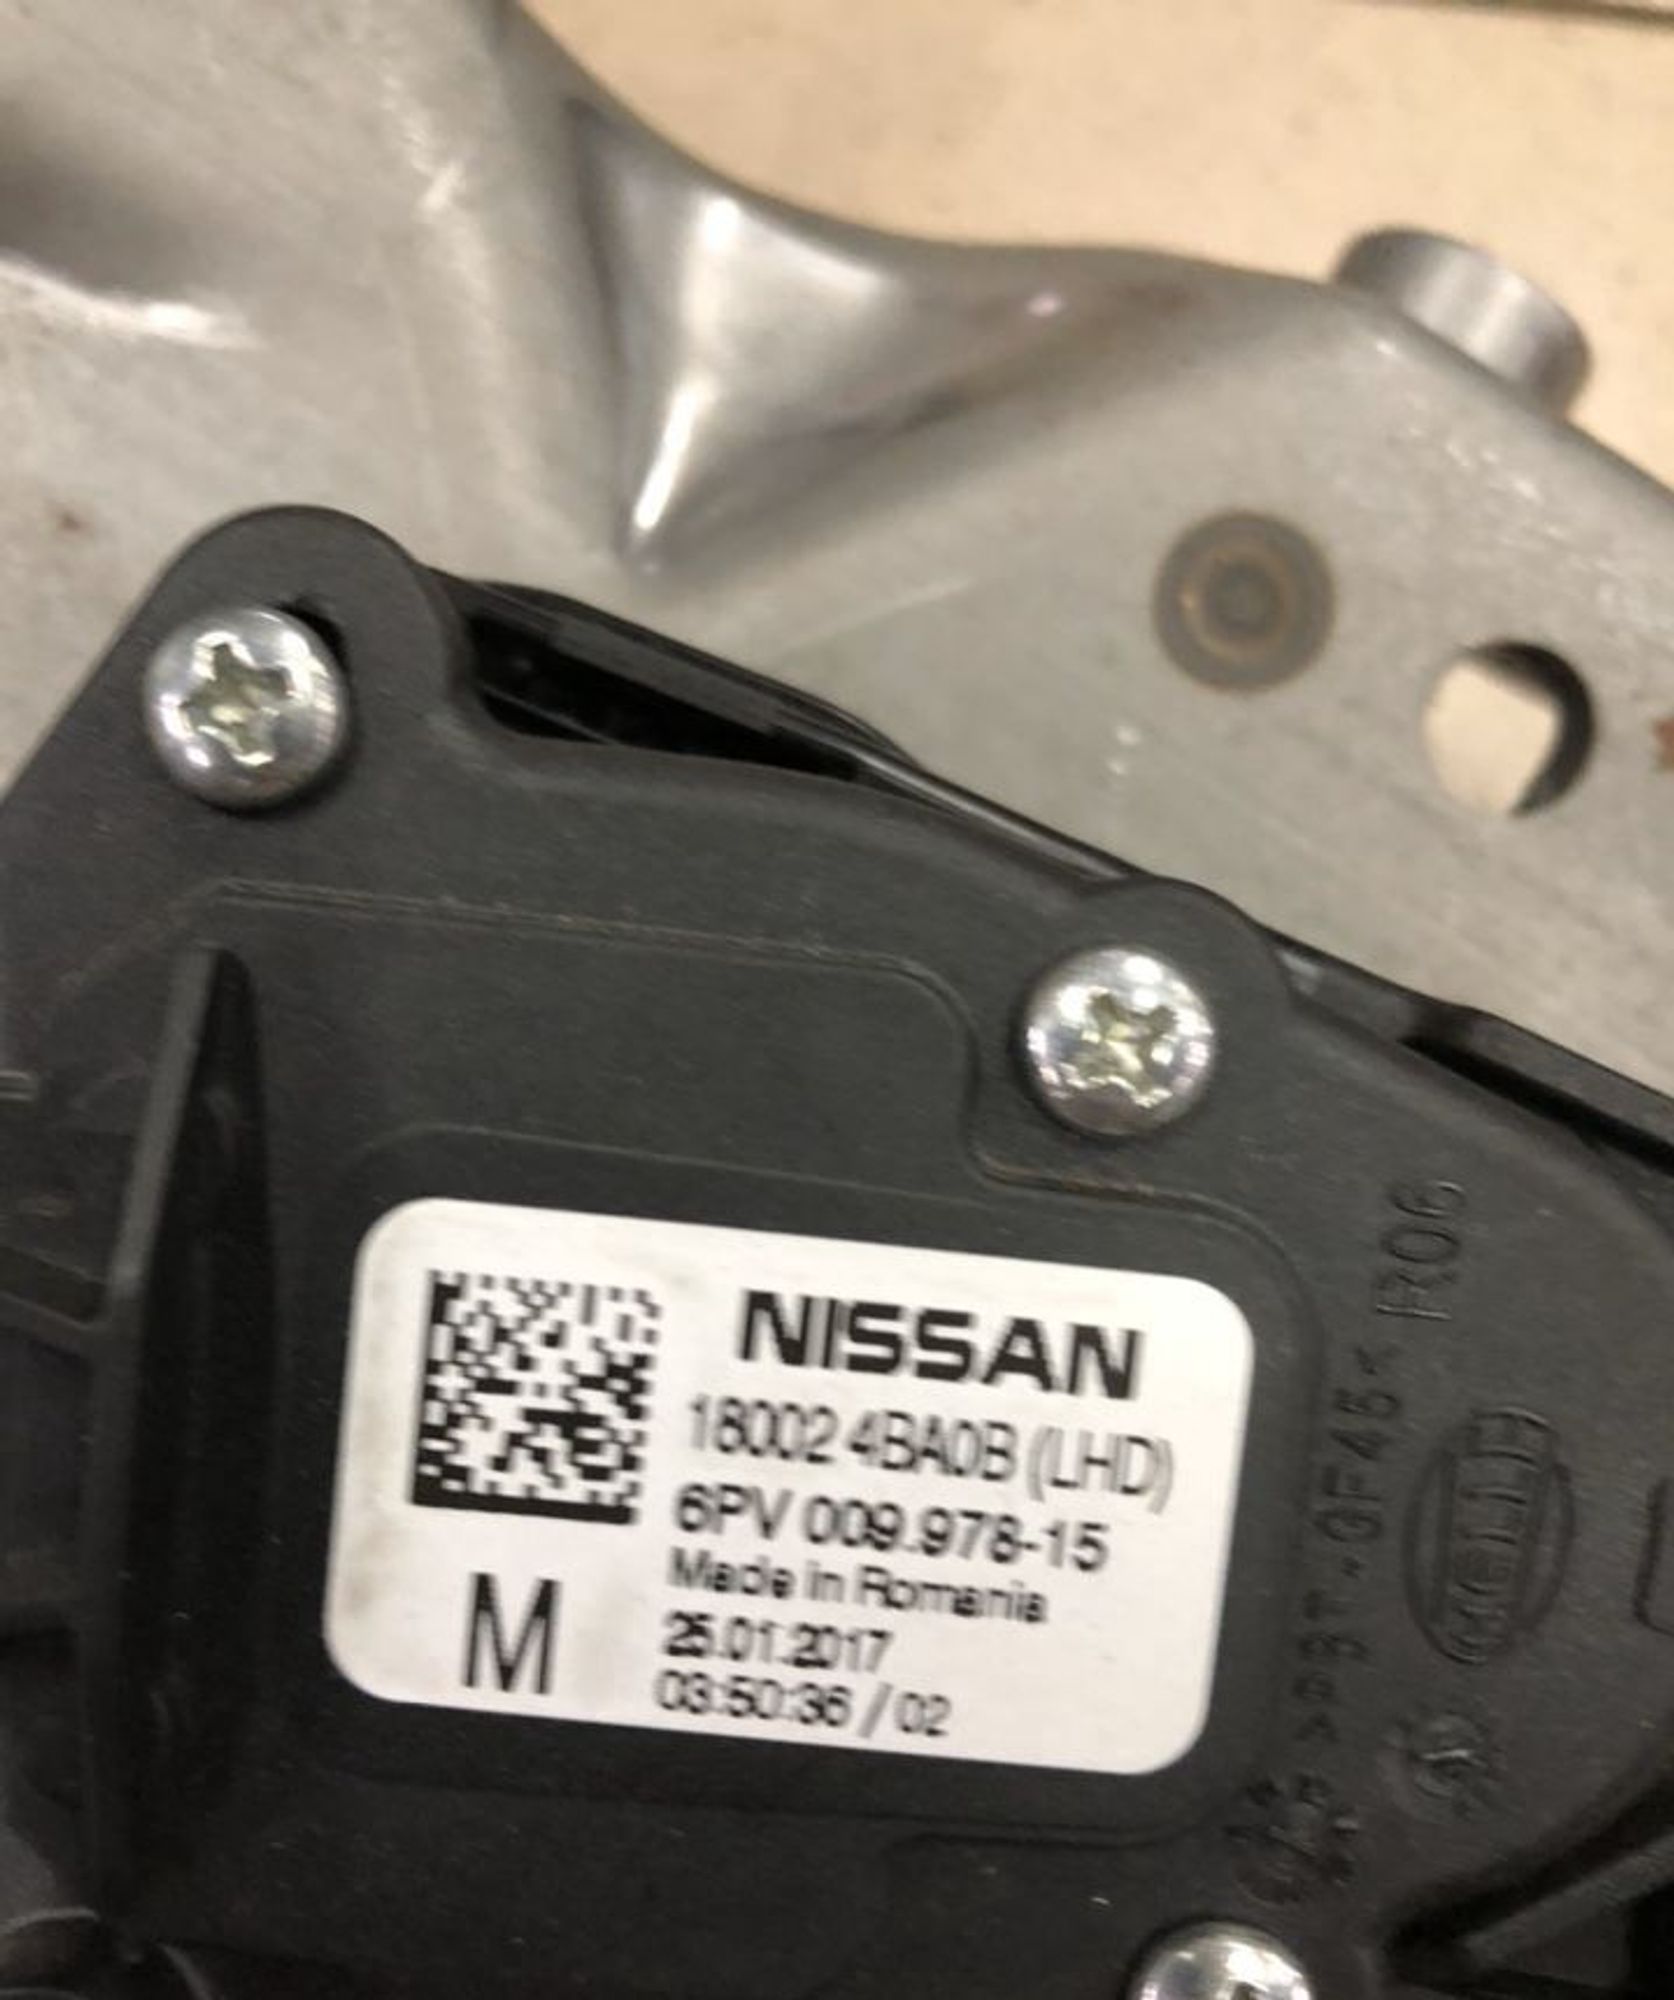 NISSAN
18002 4BA0B (LHD)
6PV 009.978-15
Made in Romania
25.01.2017
03:50:36 / 02
M
R06
HELLA